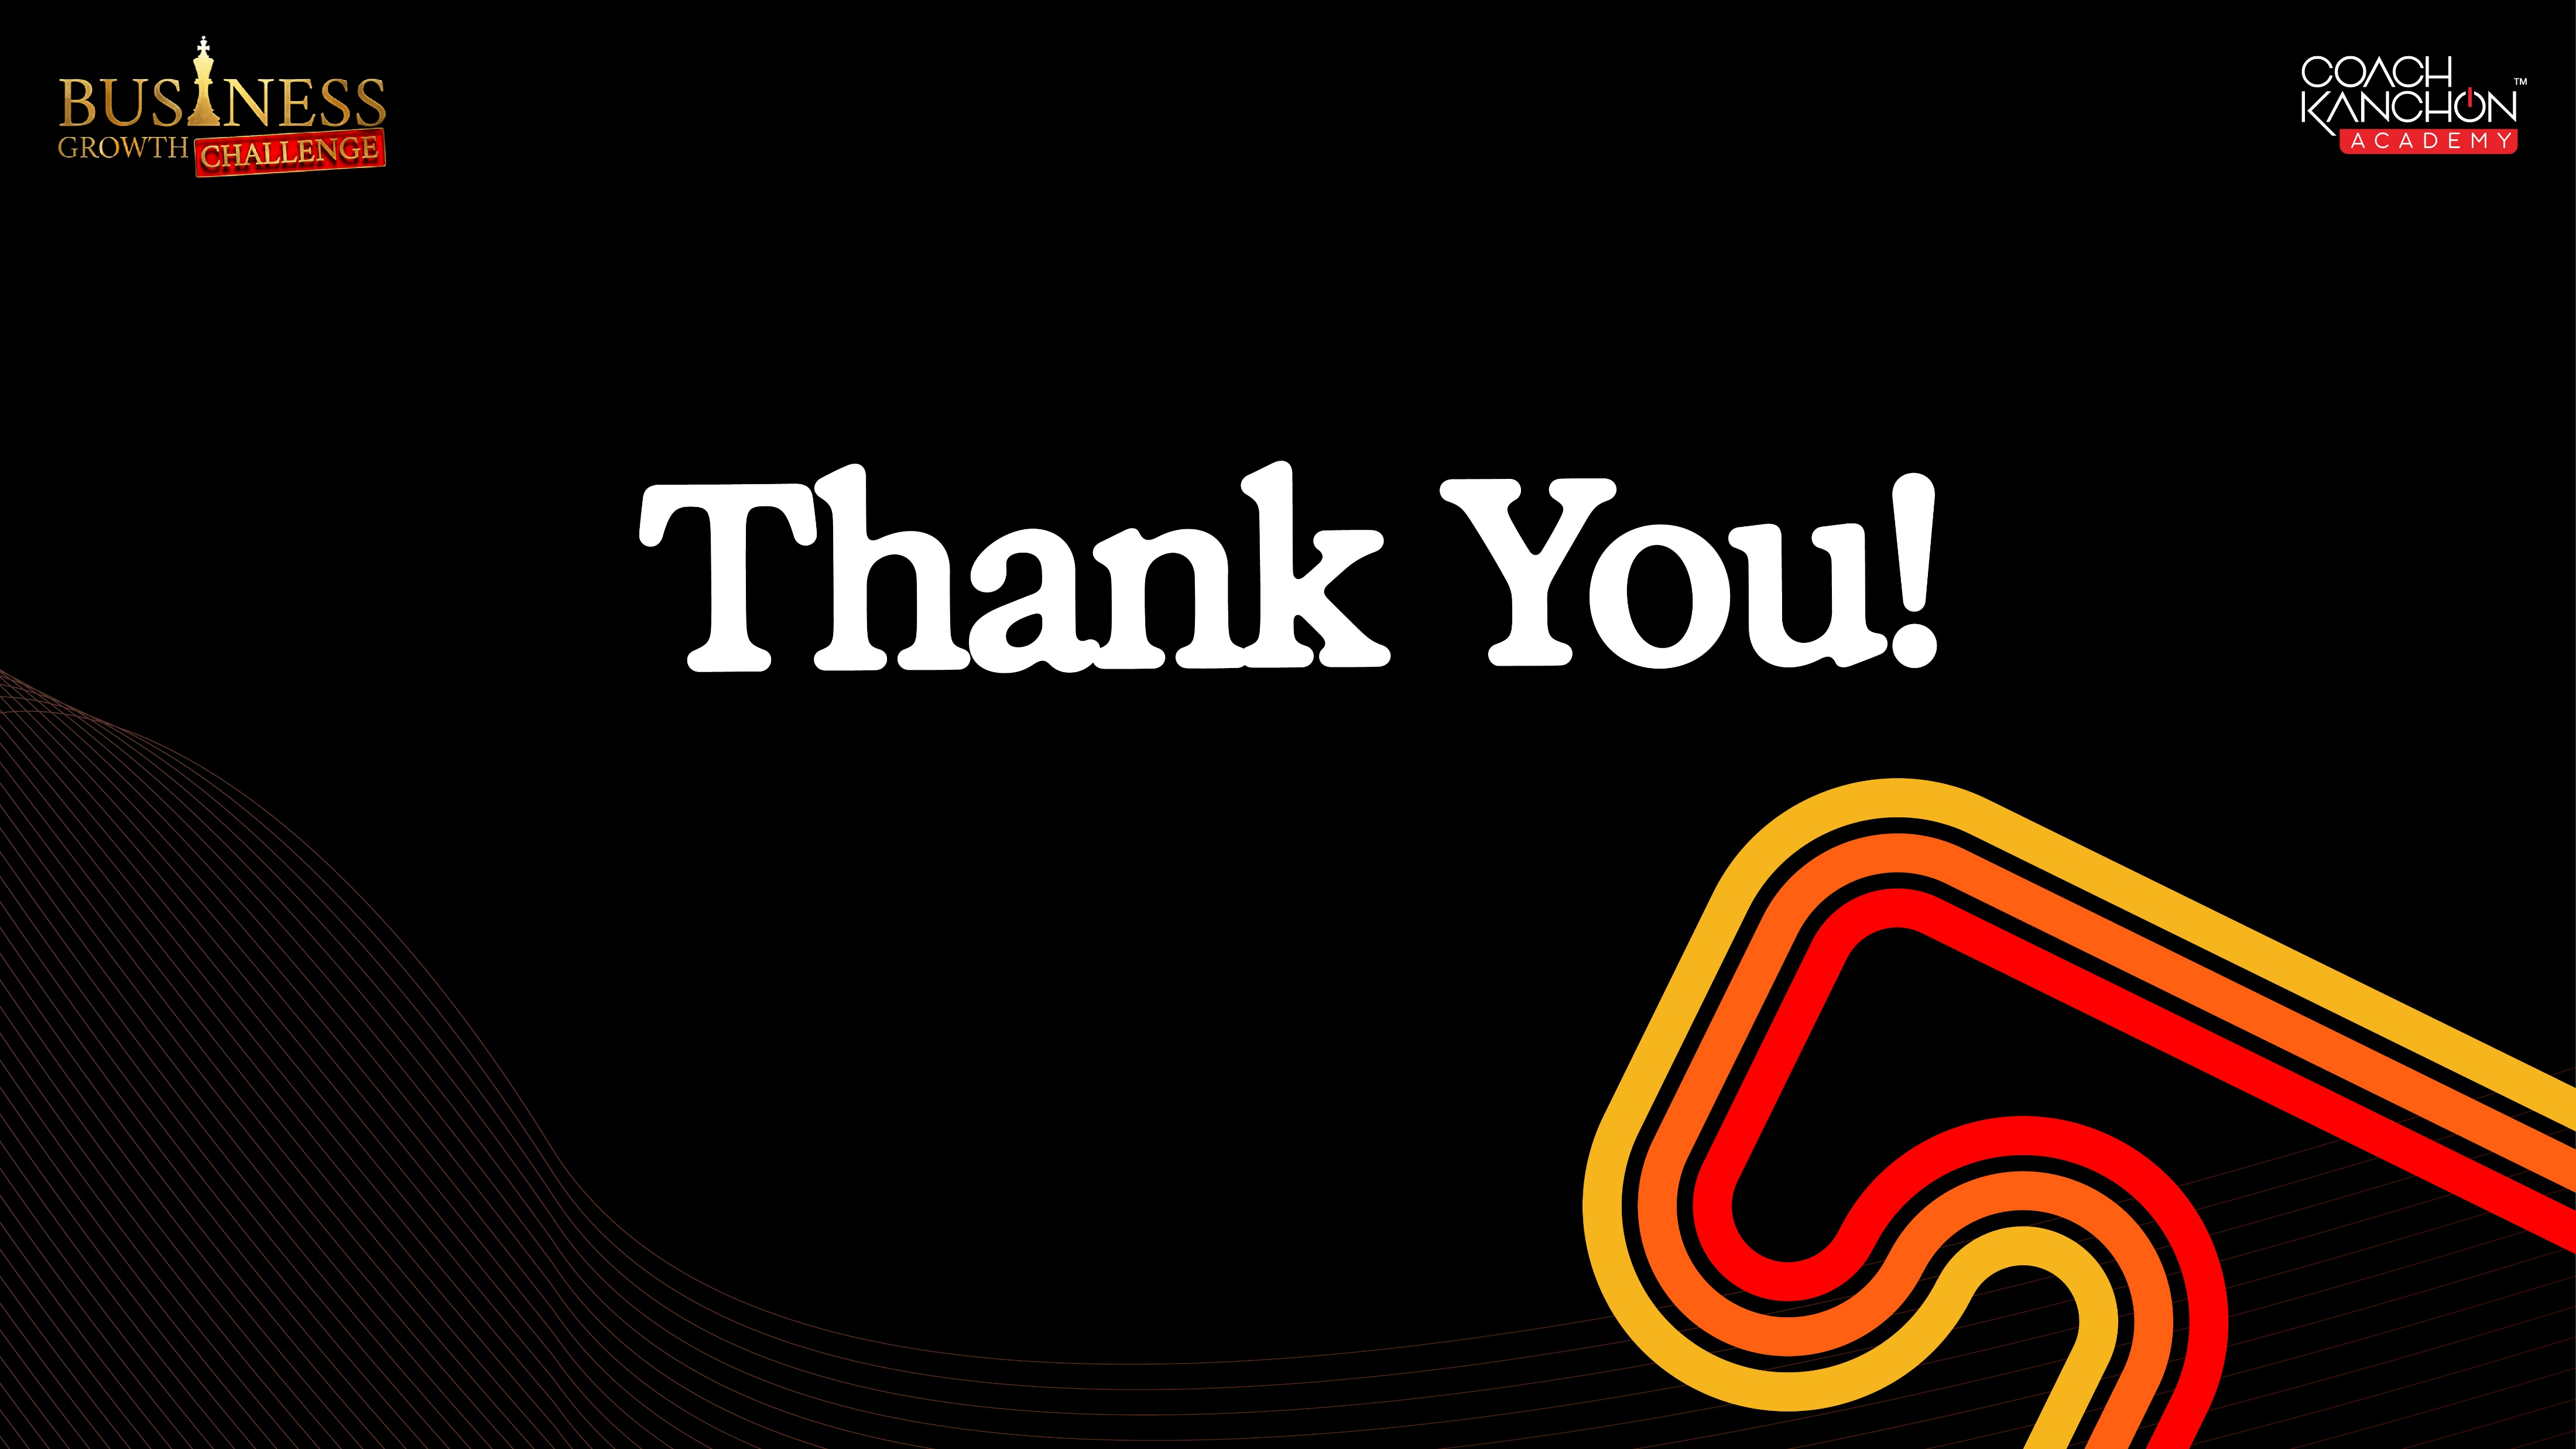 BUSINESS
GROWTH CHALLENGE
COACH
KANCHON™
ACADEMY
Thank You!